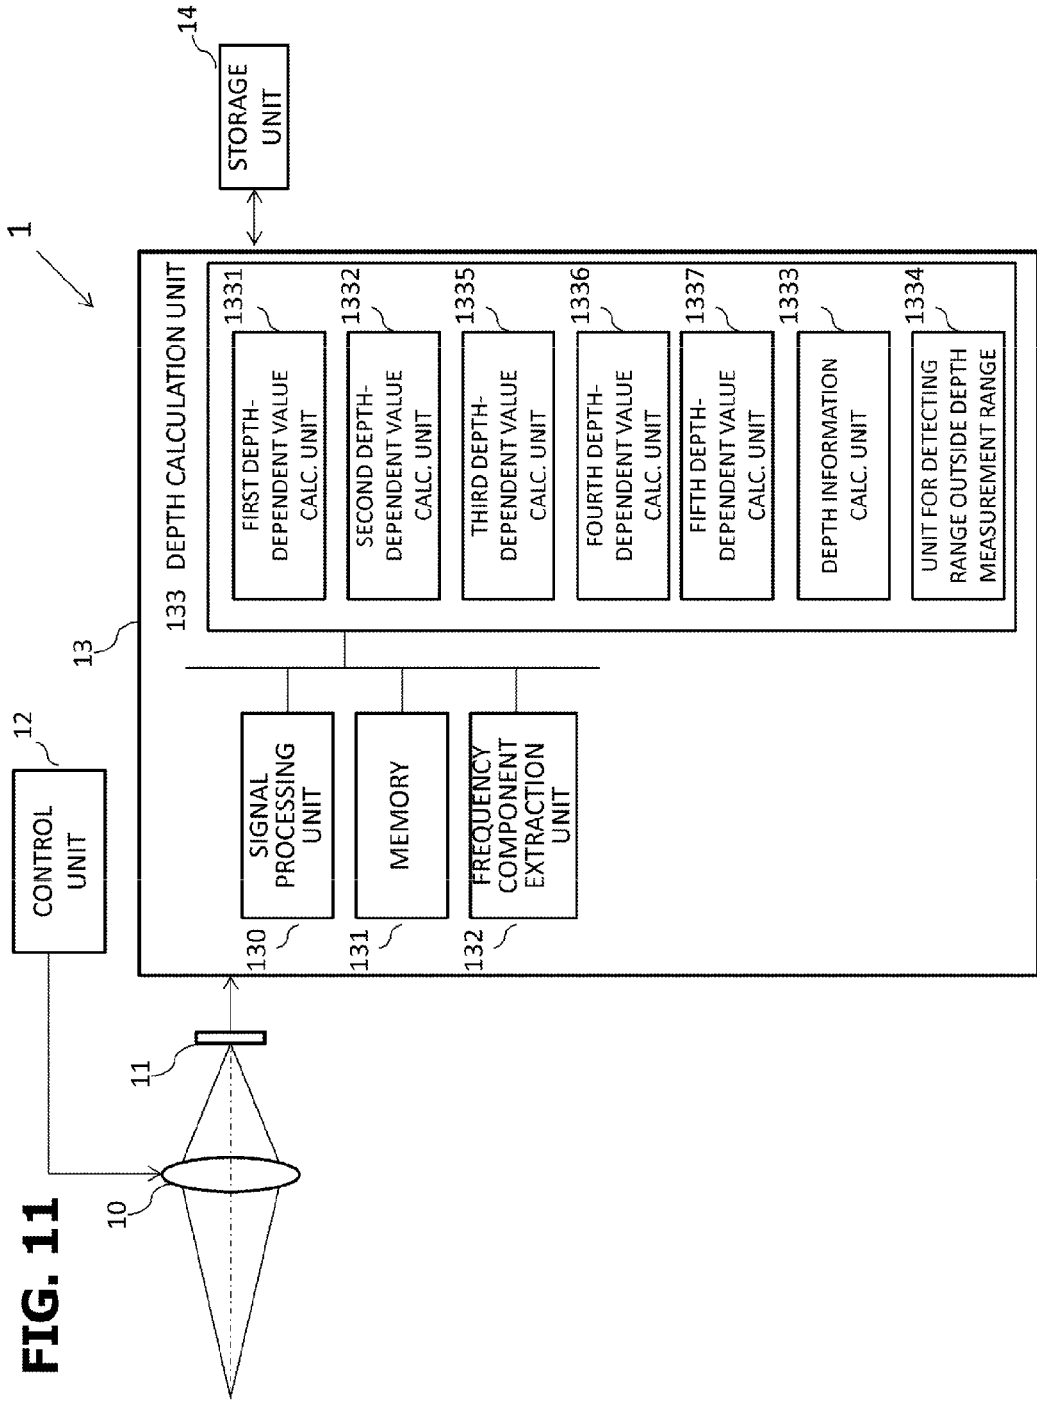 FIG. 11
1
10
11
12
CONTROL
UNIT
13
130
SIGNAL
PROCESSING
UNIT
131
MEMORY
132
FREQUENCY
COMPONENT
EXTRACTION
UNIT
133 DEPTH CALCULATION UNIT
1331
FIRST DEPTH-
DEPENDENT VALUE
CALC. UNIT
1332
SECOND DEPTH-
DEPENDENT VALUE
CALC. UNIT
1335
THIRD DEPTH-
DEPENDENT VALUE
CALC. UNIT
1336
FOURTH DEPTH-
DEPENDENT VALUE
CALC. UNIT
1337
FIFTH DEPTH-
DEPENDENT VALUE
CALC. UNIT
1333
DEPTH INFORMATION
CALC. UNIT
1334
UNIT FOR DETECTING
RANGE OUTSIDE DEPTH
MEASUREMENT RANGE
14
STORAGE
UNIT